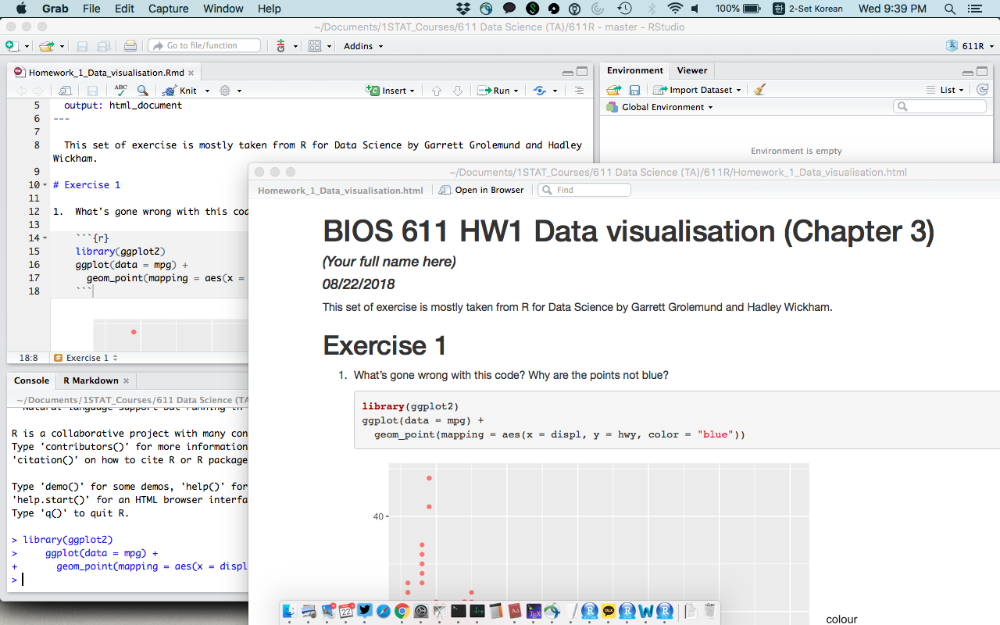 Grab File Edit Capture Window Help 100% 한 2-Set Korean Wed 9:39 PM
~/Documents/1STAT_Courses/611 Data Science (TA)/611R - master - RStudio
Go to file/function Addins 611R
Homework_1_Data_visualisation.Rmd
ABC Knit Insert Run
5 output: html_document
6 ---
7
8 This set of exercise is mostly taken from R for Data Science by Garrett Grolemund and Hadley
Wickham.
9
10 # Exercise 1
11
12 1. What's gone wrong with this
13
14 ```{r}
15 library(ggplot2)
16 ggplot(data = mpg) +
17 geom_point(mapping = aes(x =
18 ```
18:8 # Exercise 1
Console R Markdown
~/Documents/1STAT_Courses/611 Data Science (TA
Natural language support but running in
R is a collaborative project with many
Type 'contributors()' for more information
'citation()' on how to cite R or R package
Type 'demo()' for some demos, 'help()' for
'help.start()' for an HTML browser
Type 'q()' to quit R.
> library(ggplot2)
> ggplot(data = mpg) +
+ geom_point(mapping = aes(x = displ
>
Environment Viewer
Import Dataset List
Global Environment
Environment is empty
~/Documents/1STAT_Courses/611 Data Science (TA)/611R/Homework_1_Data_visualisation.html
Homework_1_Data_visualisation.html Open in Browser Find
BIOS 611 HW1 Data visualisation (Chapter 3)
(Your full name here)
08/22/2018
This set of exercise is mostly taken from R for Data Science by Garrett Grolemund and Hadley Wickham.
Exercise 1
1. What's gone wrong with this code? Why are the points not blue?
library(ggplot2)
ggplot(data = mpg) +
geom_point(mapping = aes(x = displ, y = hwy, color = "blue"))
40
colour
22
TALK